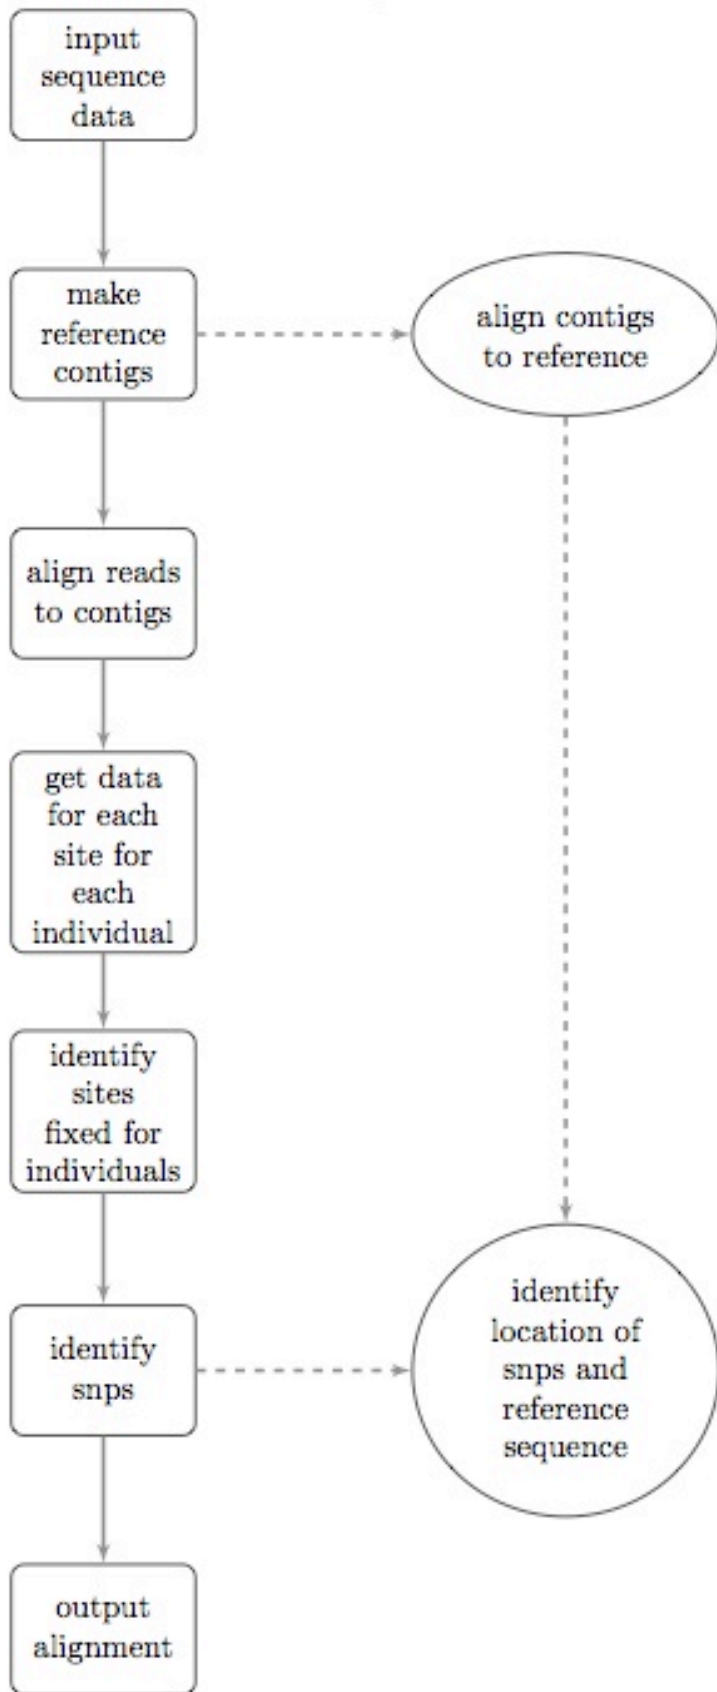 input
sequence
data
make
reference
contigs
align contigs
to reference
align reads
to contigs
get data
for each
site for
each
individual
identify
sites
fixed for
individuals
identify
snps
identify
location of
snps and
reference
sequence
output
alignment